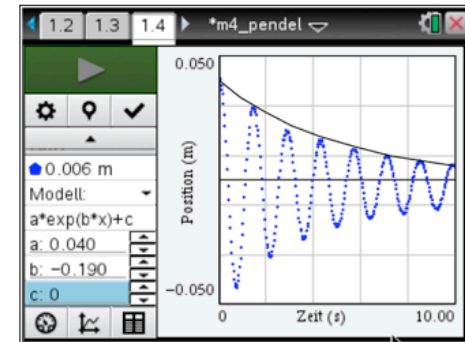 1.2 1.3 1.4 *m4_pendel
0.050
Position (m)
-0.050
0 Zeit (s) 10.00
0.006 m
Modell:
a*exp(b*x)+c
a: 0.040
b: -0.190
c: 0